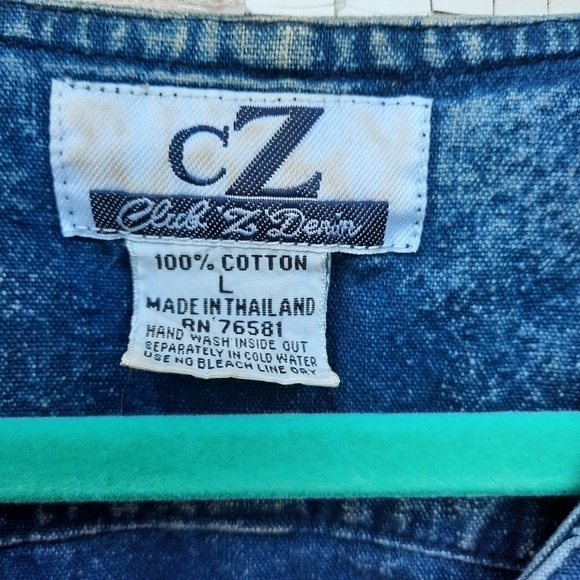 CZ
Club Z Denim
100% COTTON
L
MADE IN THAILAND
RN 76581
HAND WASH INSIDE OUT
SEPARATELY IN COLD WATER
USE NO BLEACH LINE DRY